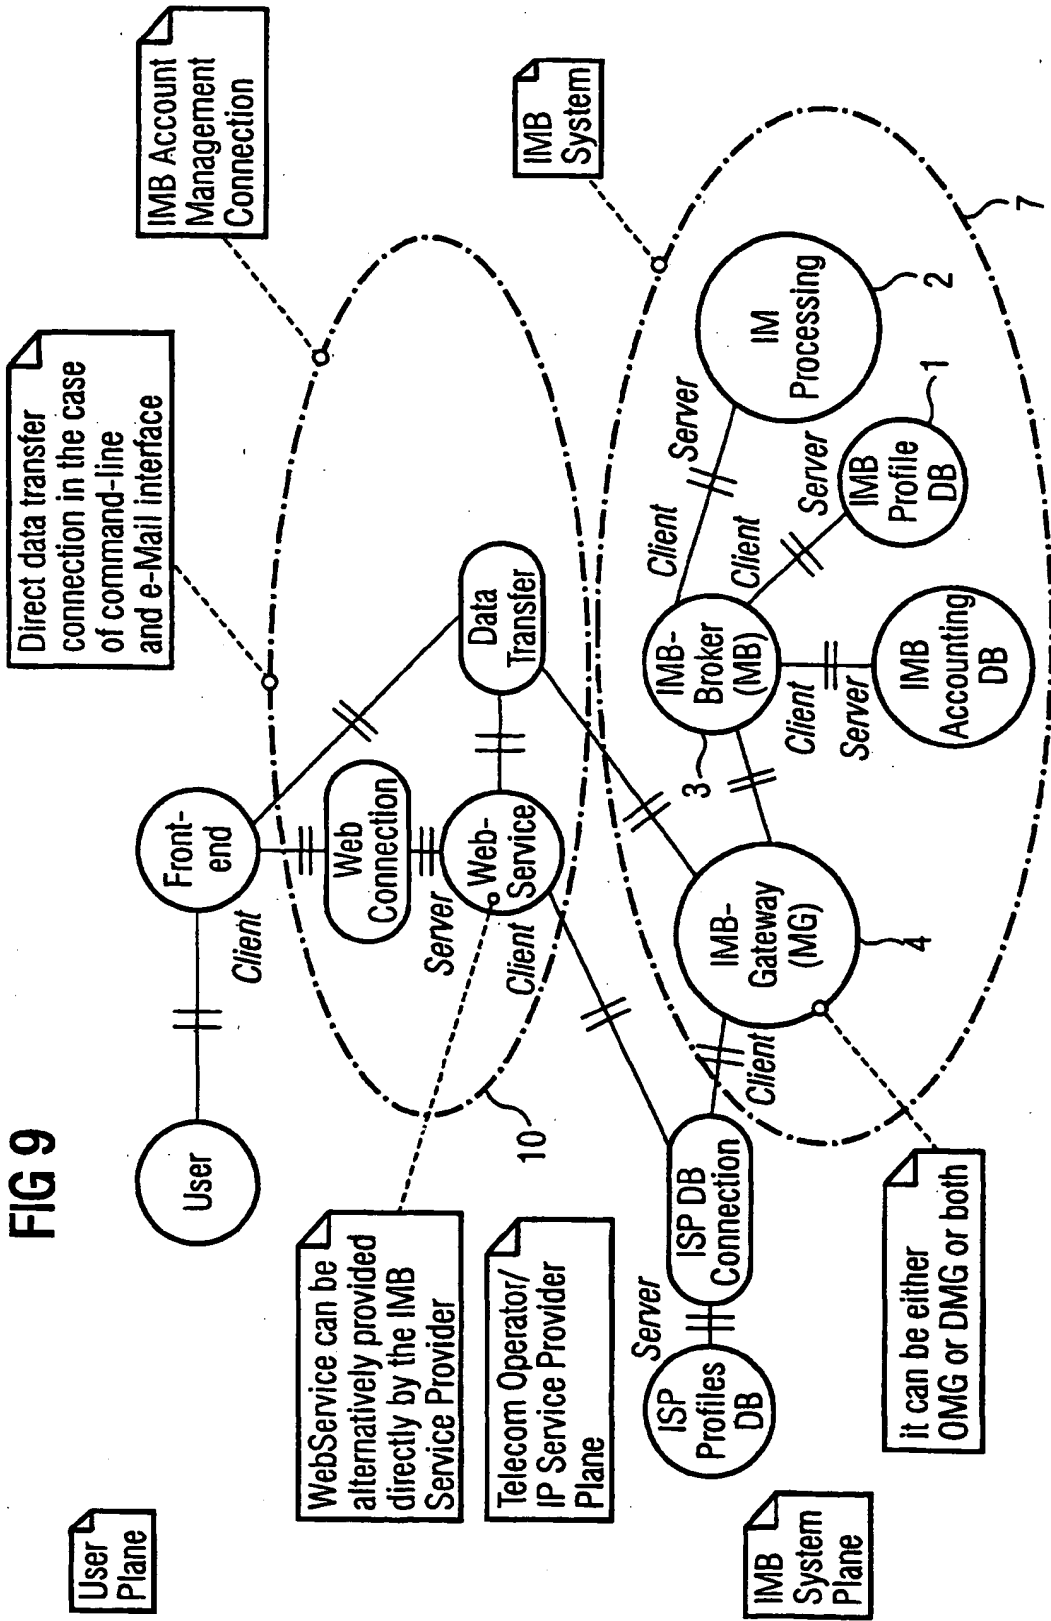 FIG 9
User
Plane
User
Front-
end
Client
Direct data transfer
connection in the case
of command-line
and e-Mail interface
IMB Account
Management
Connection
WebService can be
alternatively provided
directly by the IMB
Service Provider
Web
Connection
Server
Web-
Service
Client
Data
Transfer
10
Telecom Operator/
IP Service Provider
Plane
IMB
System
Server
ISP
Profiles
DB
ISP DB
Connection
Client
IMB-
Gateway
(MG)
4
3
IMB-
Broker
(MB)
Client
Server
IM
Processing
2
Client
Server
IMB
Profile
DB
1
Client
Server
IMB
Accounting
DB
7
IMB
System
Plane
it can be either
OMG or DMG or both